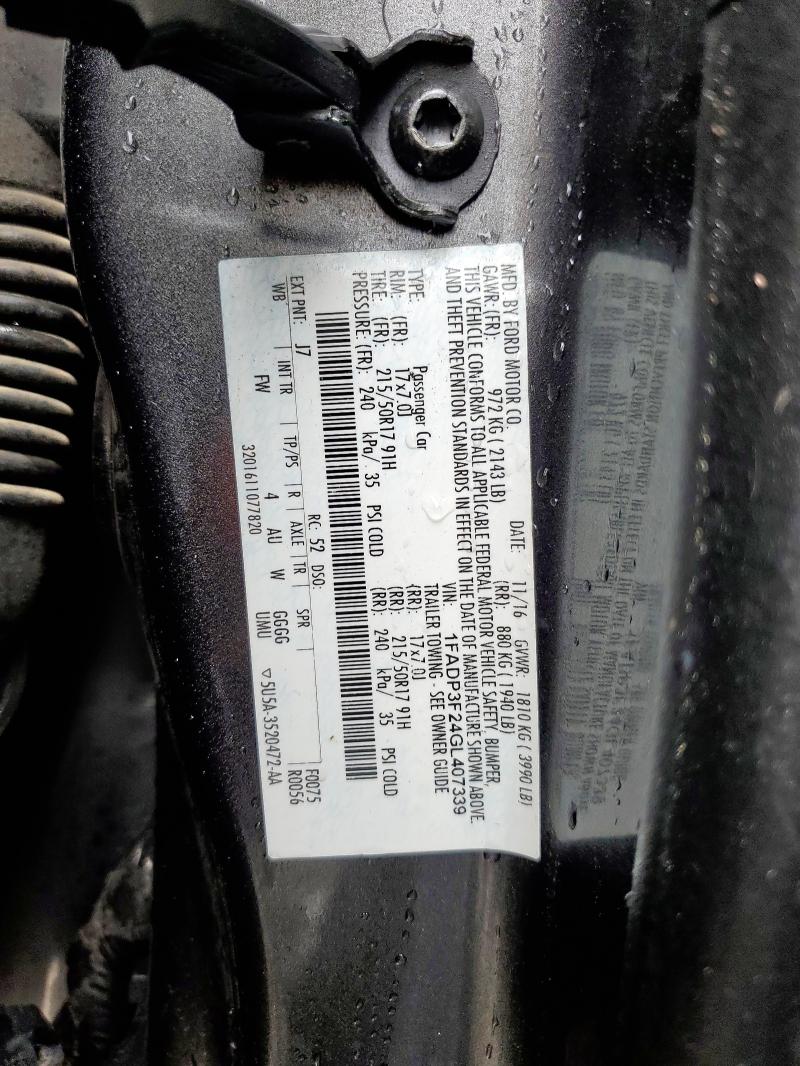 MFD. BY FORD MOTOR CO.
DATE: 11/16 GVWR: 1810 KG ( 3990 LB)
GAWR: (FR): 972 KG ( 2143 LB) (RR): 880 KG ( 1940 LB)
THIS VEHICLE CONFORMS TO ALL APPLICABLE FEDERAL MOTOR VEHICLE SAFETY, BUMPER,
AND THEFT PREVENTION STANDARDS IN EFFECT ON THE DATE OF MANUFACTURE SHOWN ABOVE.
VIN: 1FADP3F24GL407339
TYPE: Passenger Car TRAILER TOWING - SEE OWNER GUIDE
RIM: (FR): 17x7.0J (RR): 17x7.0J
TIRE: (FR): 215/50R17 91H (RR): 215/50R17 91H
PRESSURE: (FR): 240 kPa/ 35 PSI COLD (RR): 240 kPa/ 35 PSI COLD
RC: 52 DSO: F0075
EXT PNT: J7 INT TR TP/PS R AXLE TR SPR R0056
WB FW 4 AU W GGGG
UMU
3201611077820 ▽5U5A-3520472-AA